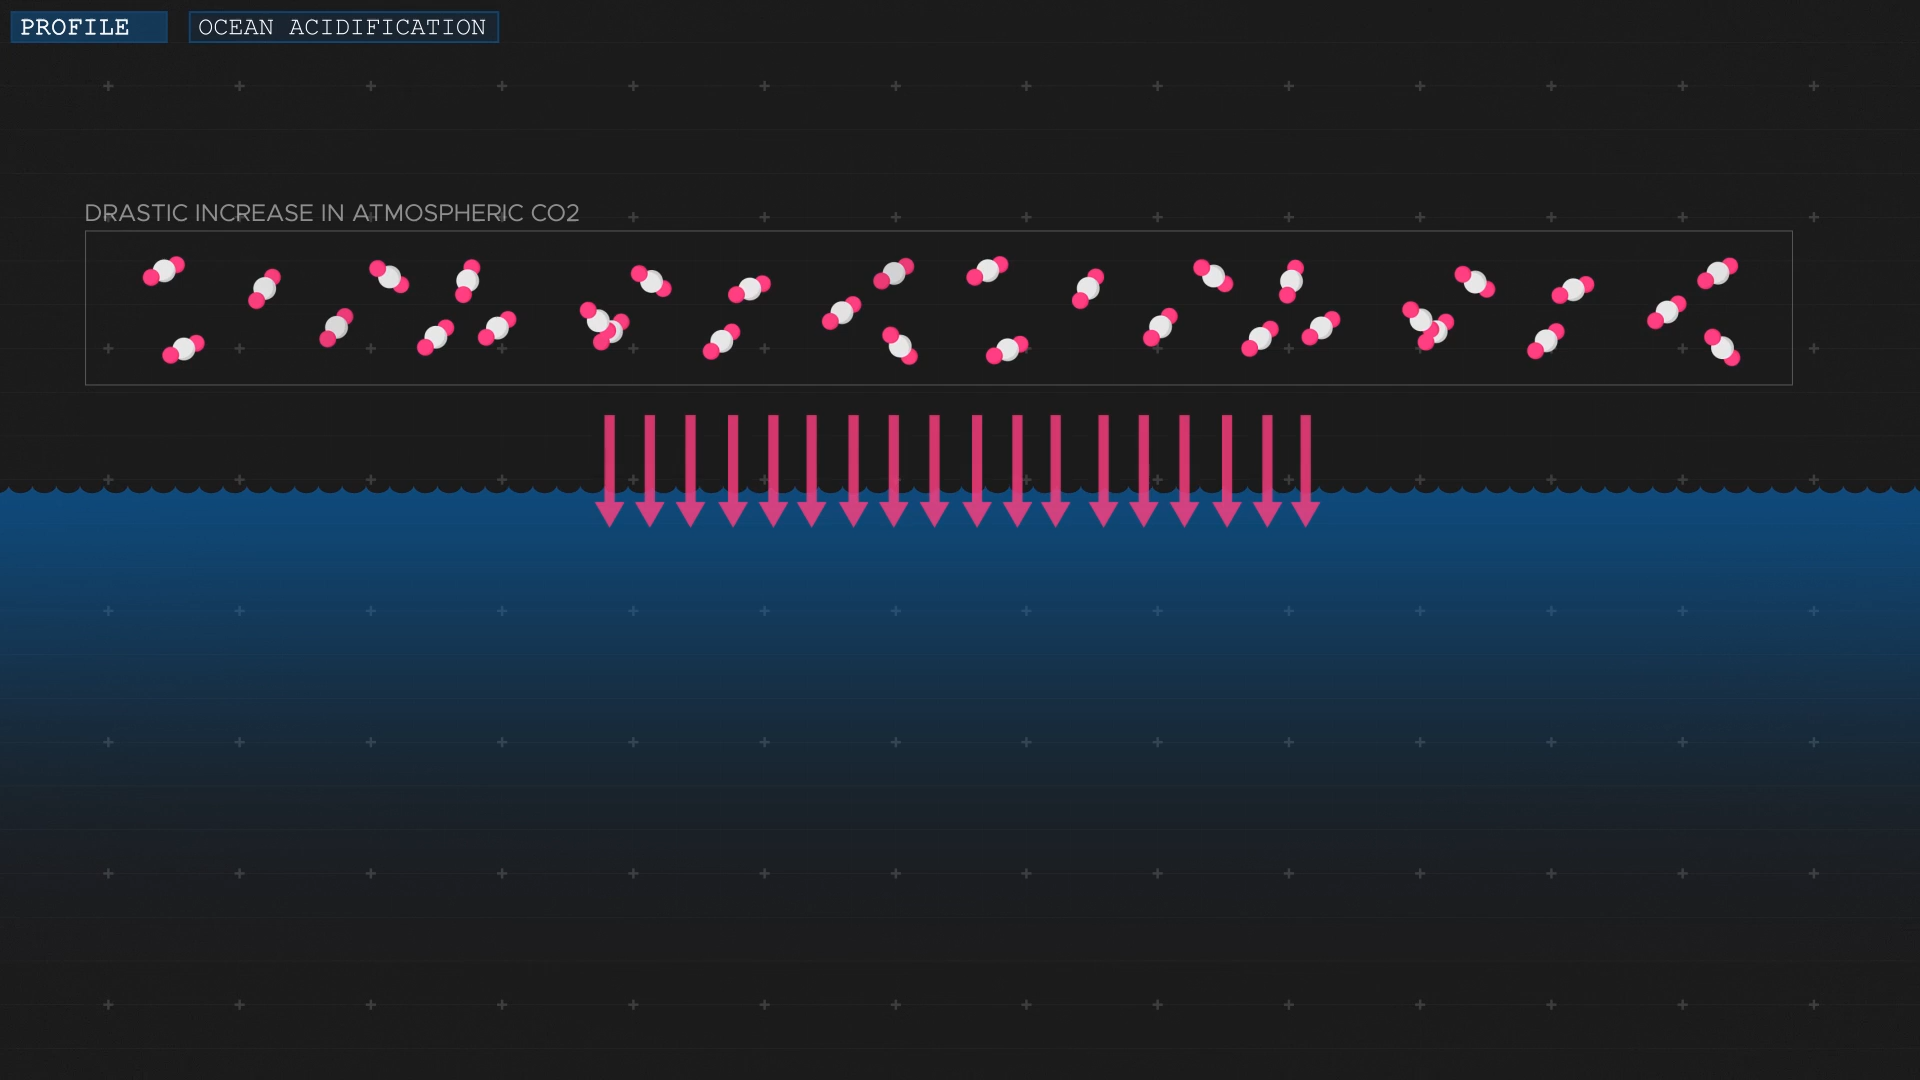 PROFILE
OCEAN ACIDIFICATION
DRASTIC INCREASE IN ATMOSPHERIC CO2